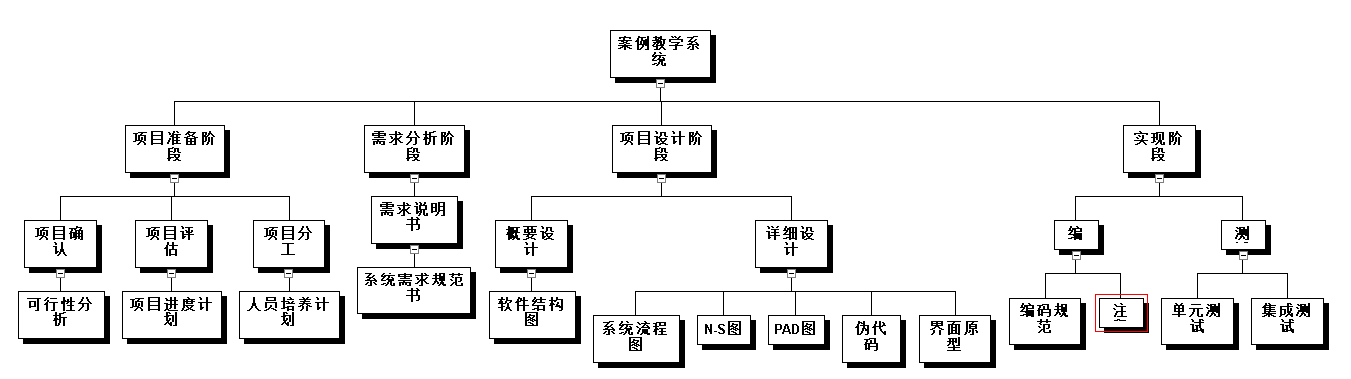 案例教学系
统
项目准备阶
段
需求分析阶
段
项目设计阶
段
实现阶
段
项目确
认
项目评
估
项目分
工
需求说明
书
概要设
计
详细设
计
编
测
可行性分
析
项目进度计
划
人员培养计
划
系统需求规范
书
软件结构
图
系统流程
图
N-S图
PAD图
伪代
码
界面原
型
编码规
范
注
单元测
试
集成测
试